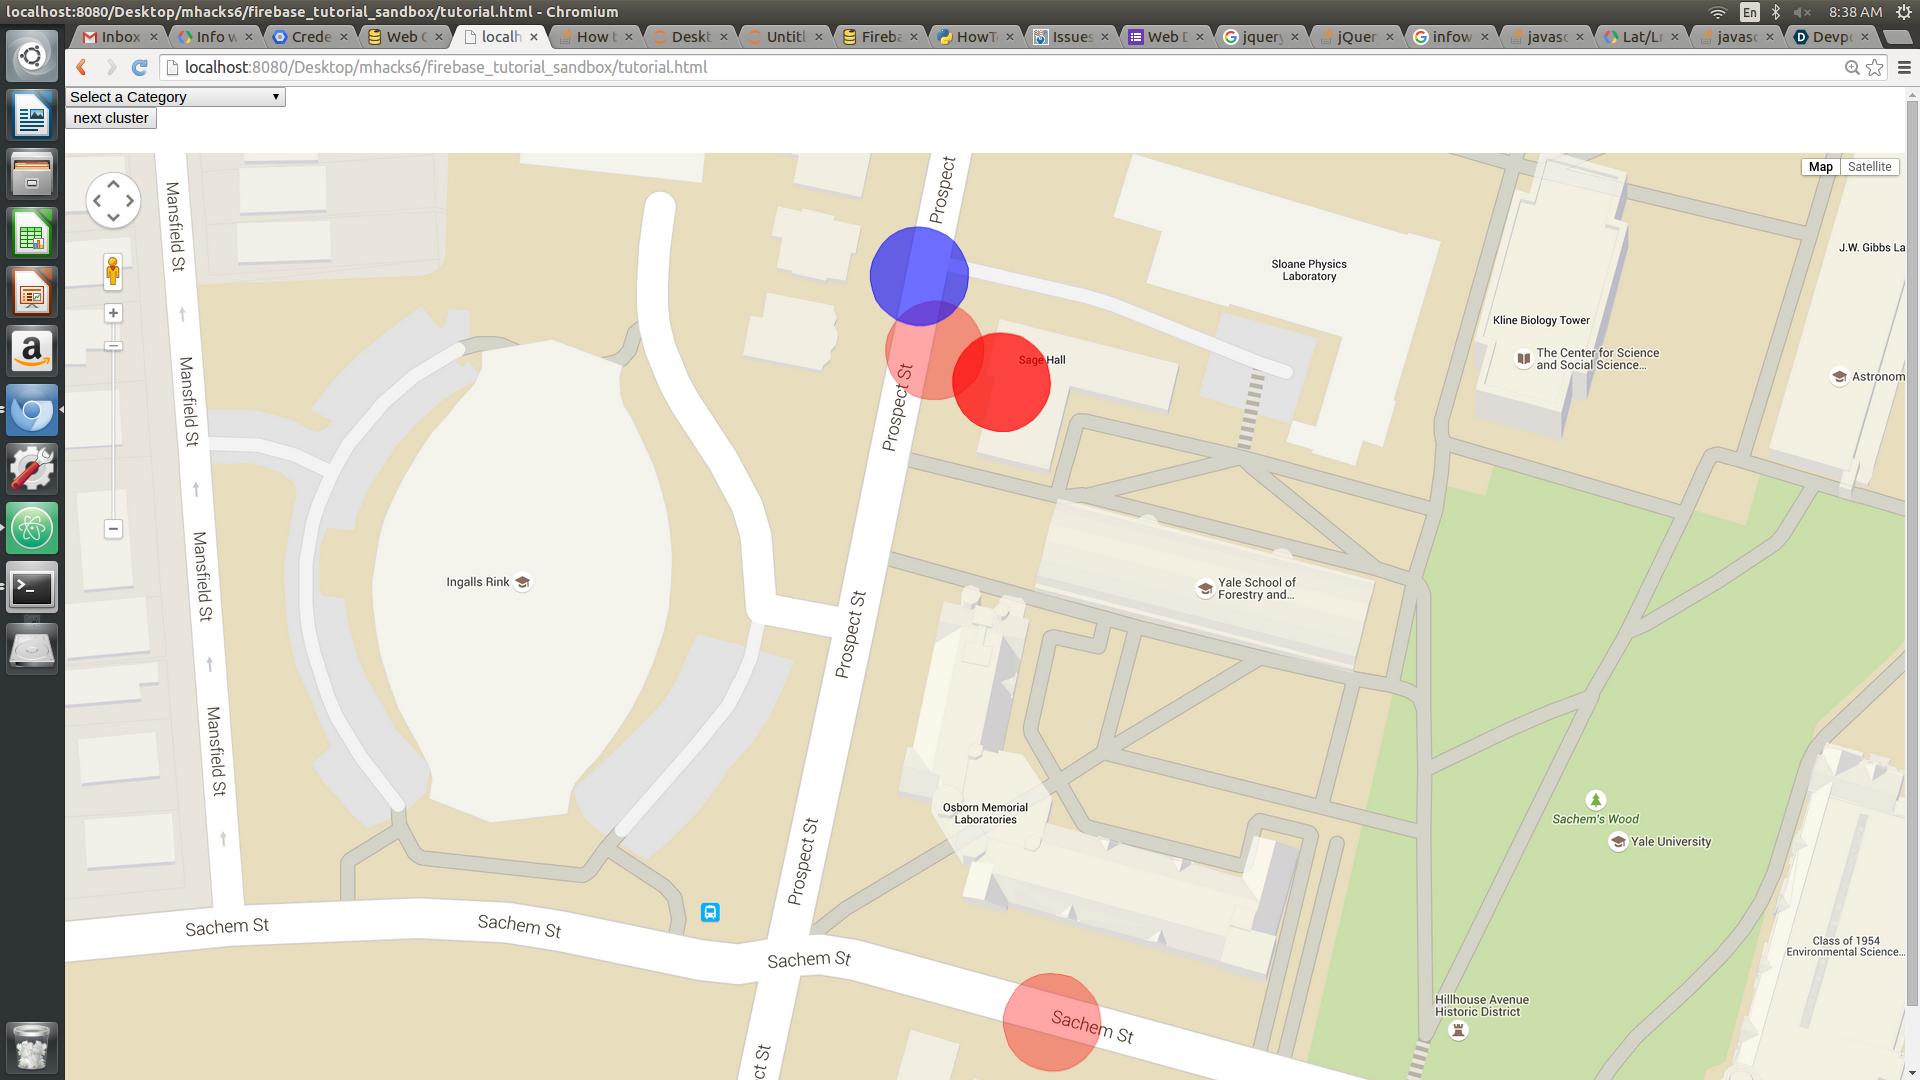 localhost:8080/Desktop/mhacks6/firebase_tutorial_sandbox/tutorial.html - Chromium
En
8:38 AM
Inbox
Info w
Crede
Web C
localh
How t
Deskt
Untitl
Fireba
HowTo
Issues
Web D
jquery
jQuer
infow
javasc
Lat/Ln
javasc
Devpo
localhost:8080/Desktop/mhacks6/firebase_tutorial_sandbox/tutorial.html
Select a Category
next cluster
Map
Satellite
Mansfield St
Prospect
J.W. Gibbs La
Sloane Physics
Laboratory
Kline Biology Tower
The Center for Science
and Social Science...
Sage Hall
Astronom
Mansfield St
Prospect St
Ingalls Rink
Yale School of
Forestry and...
Mansfield St
Prospect St
Mansfield St
Osborn Memorial
Laboratories
Sachem's Wood
Yale University
Prospect St
Sachem St
Sachem St
Sachem St
Class of 1954
Environmental Science...
Hillhouse Avenue
Historic District
Sachem St
ct St